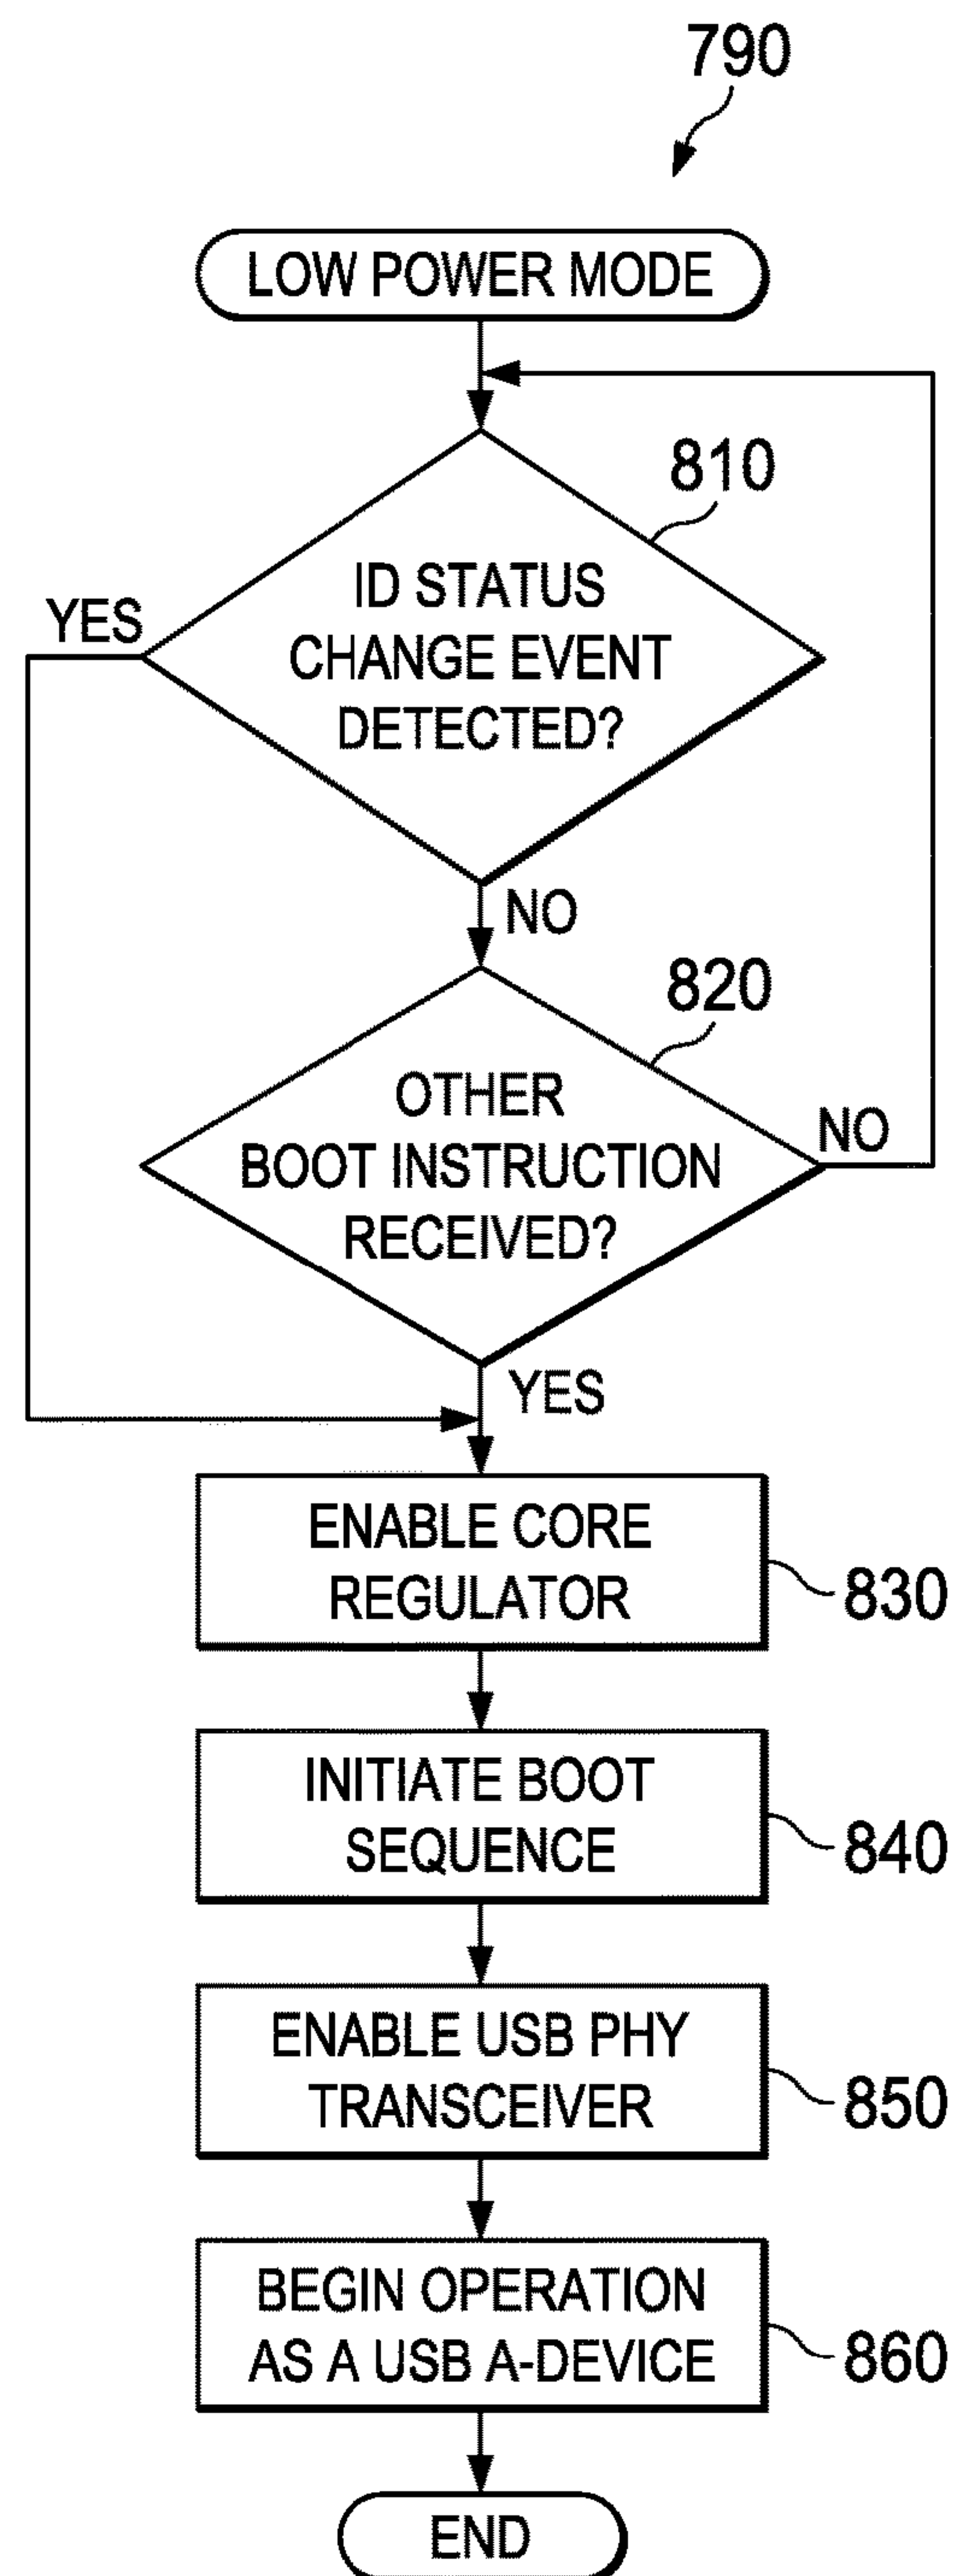 790
LOW POWER MODE
810
ID STATUS
CHANGE EVENT
DETECTED?
YES
NO
820
OTHER
BOOT INSTRUCTION
RECEIVED?
NO
YES
ENABLE CORE
REGULATOR
830
INITIATE BOOT
SEQUENCE
840
ENABLE USB PHY
TRANSCEIVER
850
BEGIN OPERATION
AS A USB A-DEVICE
860
END